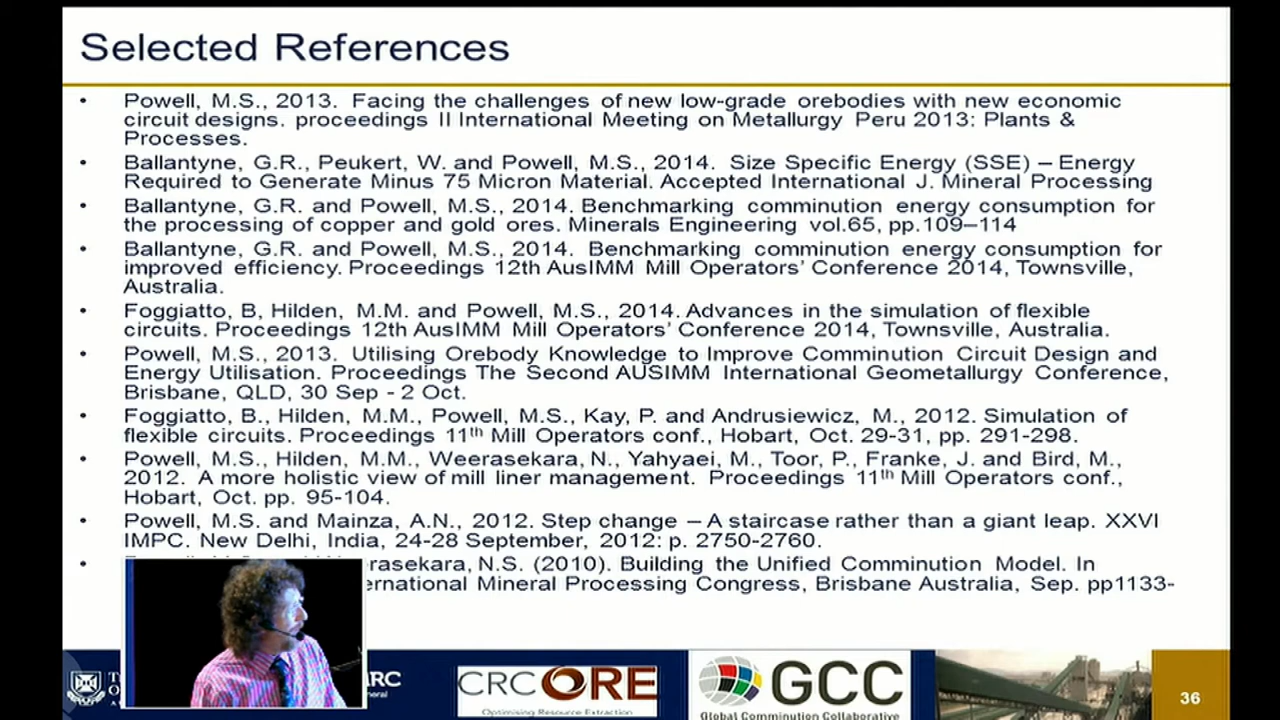 Selected References
• Powell, M.S., 2013. Facing the challenges of new low-grade orebodies with new economic
circuit designs. proceedings II International Meeting on Metallurgy Peru 2013: Plants &
Processes.
• Ballantyne, G.R., Peukert, W. and Powell, M.S., 2014. Size Specific Energy (SSE) – Energy
Required to Generate Minus 75 Micron Material. Accepted International J. Mineral Processing
• Ballantyne, G.R. and Powell, M.S., 2014. Benchmarking comminution energy consumption for
the processing of copper and gold ores. Minerals Engineering vol.65, pp.109–114
• Ballantyne, G.R. and Powell, M.S., 2014. Benchmarking comminution energy consumption for
improved efficiency. Proceedings 12th AusIMM Mill Operators’ Conference 2014, Townsville,
Australia.
• Foggiatto, B, Hilden, M.M. and Powell, M.S., 2014. Advances in the simulation of flexible
circuits. Proceedings 12th AusIMM Mill Operators’ Conference 2014, Townsville, Australia.
• Powell, M.S., 2013. Utilising Orebody Knowledge to Improve Comminution Circuit Design and
Energy Utilisation. Proceedings The Second AUSIMM International Geometallurgy Conference,
Brisbane, QLD, 30 Sep - 2 Oct.
• Foggiatto, B., Hilden, M.M., Powell, M.S., Kay, P. and Andrusiewicz, M., 2012. Simulation of
flexible circuits. Proceedings 11th Mill Operators conf., Hobart, Oct. 29-31, pp. 291-298.
• Powell, M.S., Hilden, M.M., Weerasekara, N., Yahyaei, M., Toor, P., Franke, J. and Bird, M.,
2012. A more holistic view of mill liner management. Proceedings 11th Mill Operators conf.,
Hobart, Oct. pp. 95-104.
• Powell, M.S. and Mainza, A.N., 2012. Step change – A staircase rather than a giant leap. XXVI
IMPC. New Delhi, India, 24-28 September, 2012: p. 2750-2760.
• erasekara, N.S. (2010). Building the Unified Comminution Model. In
ernational Mineral Processing Congress, Brisbane Australia, Sep. pp1133-
RC
neral
CRC ORE
Optimising Resource Extraction
GCC
Global Comminution Collaborative
36